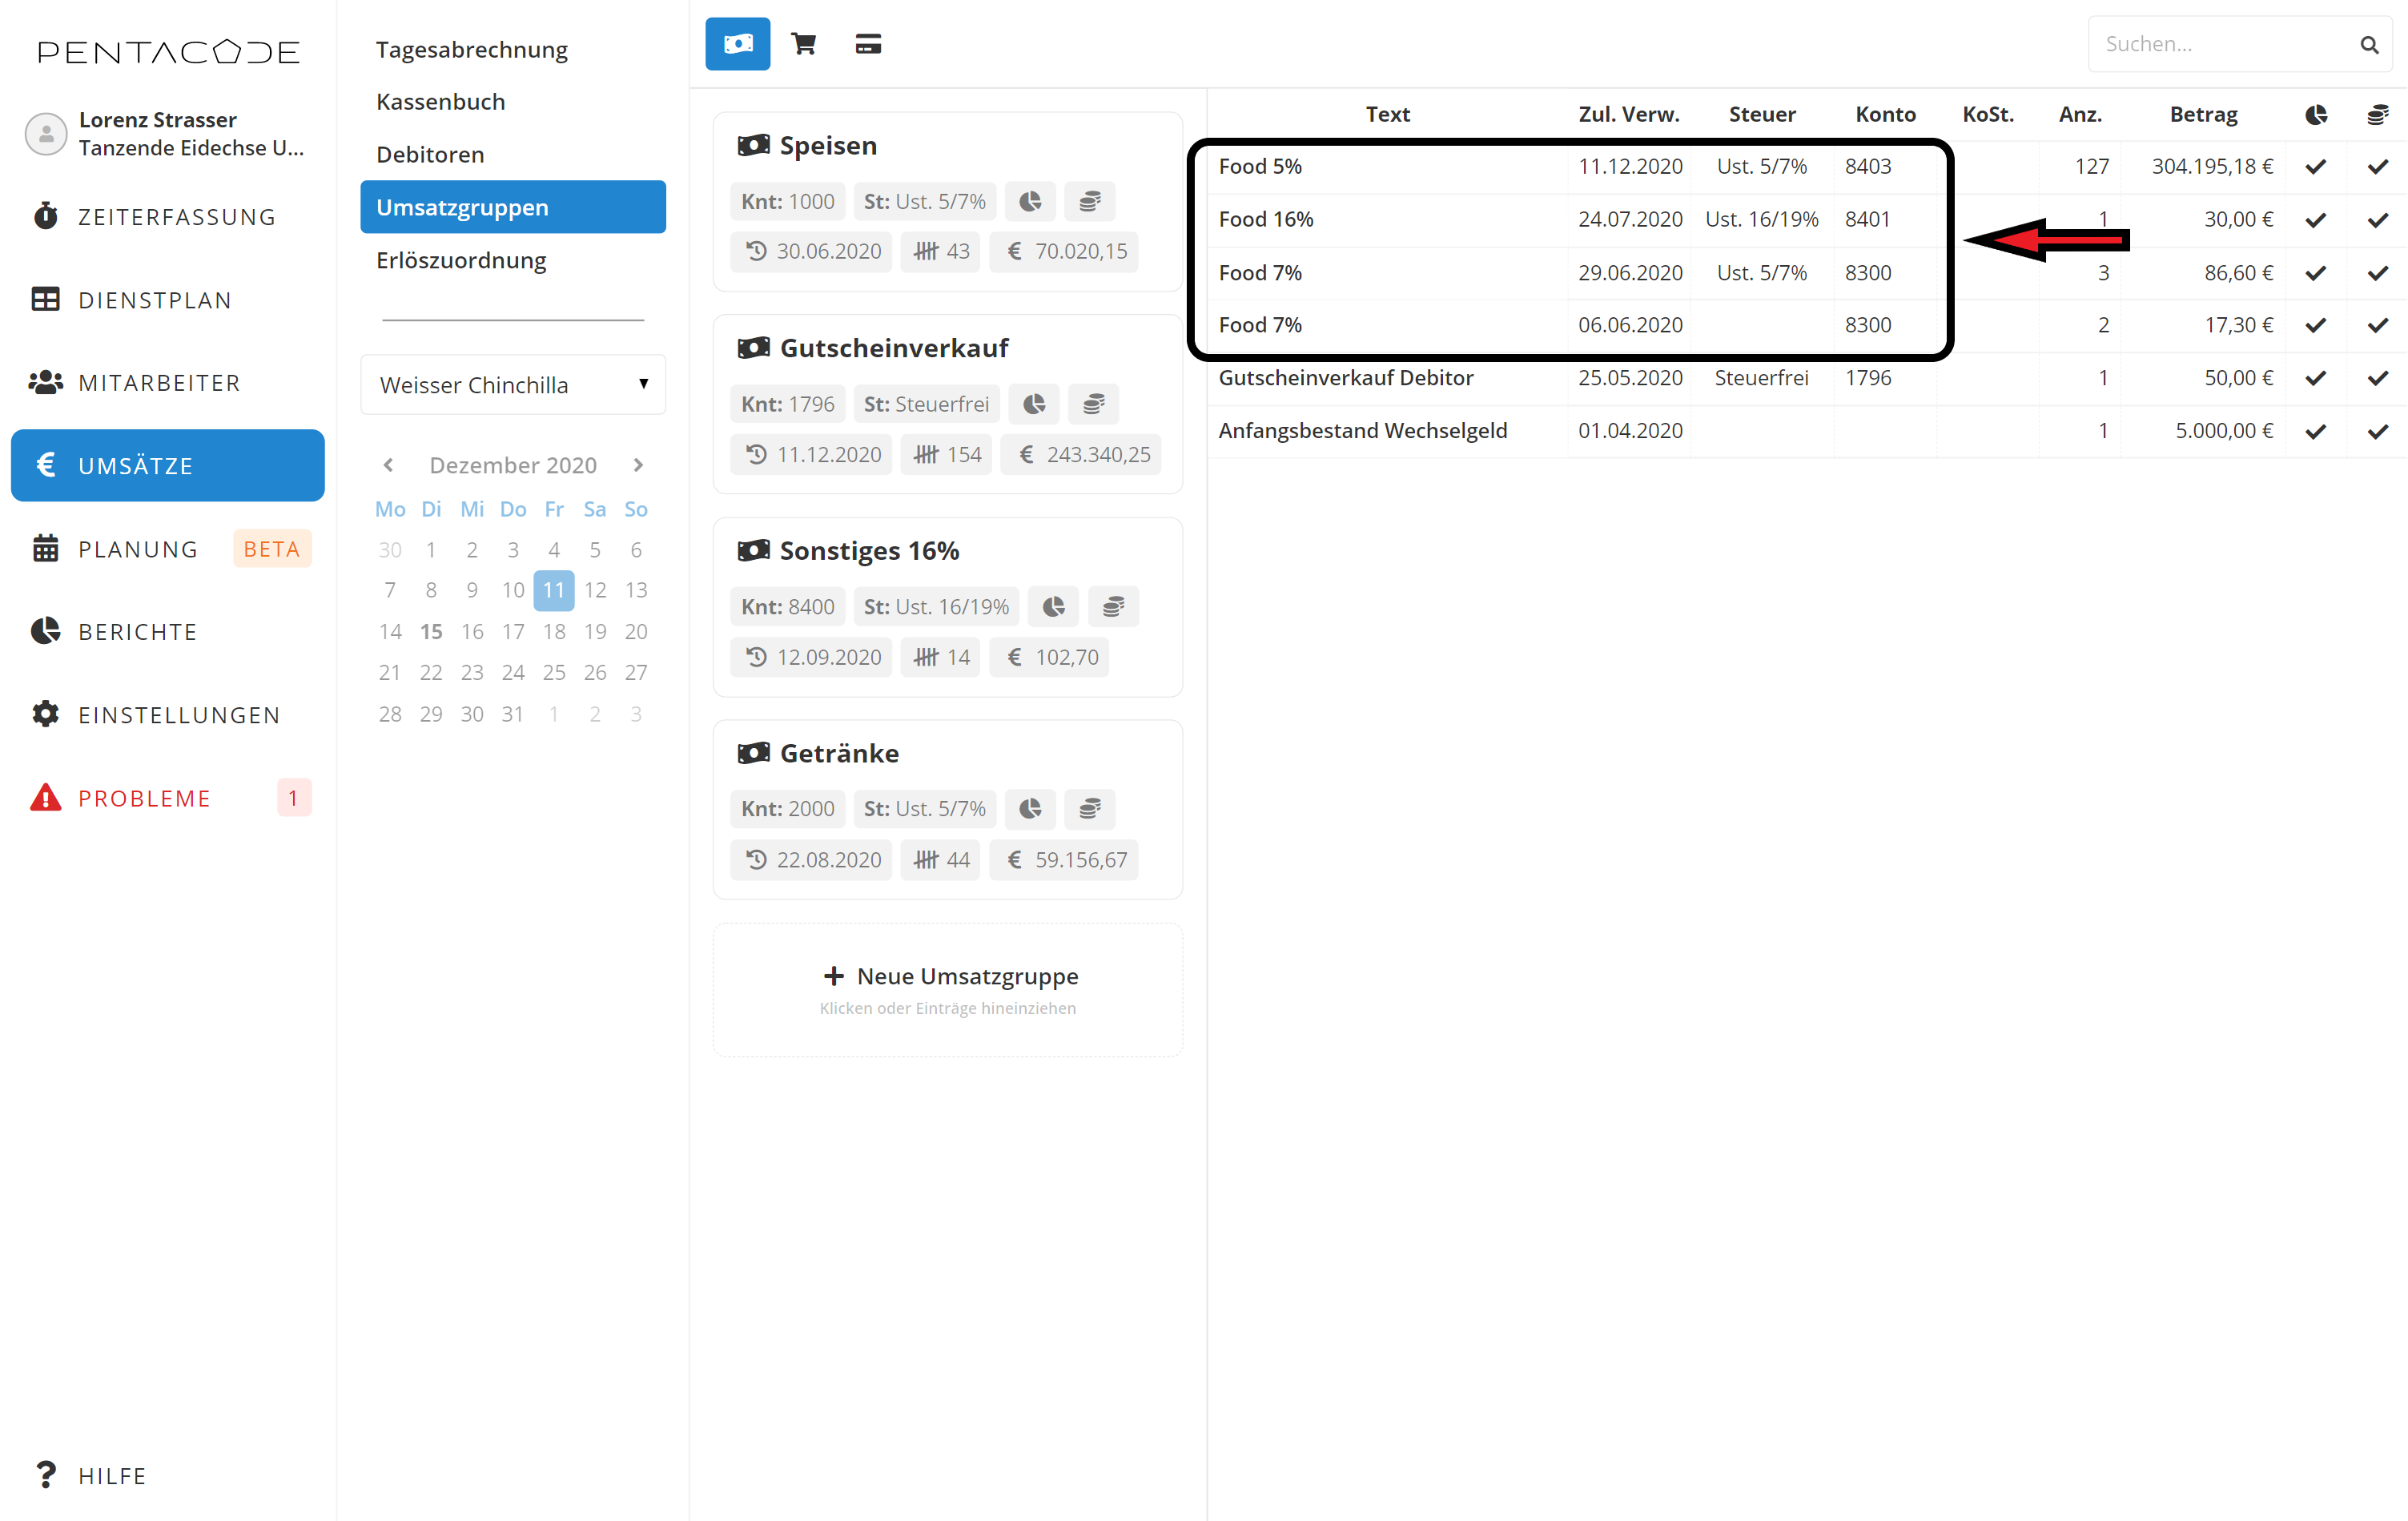 PENTACODE
Lorenz Strasser
Tanzende Eidechse U...
ZEITERFASSUNG
DIENSTPLAN
MITARBEITER
€ UMSÄTZE
PLANUNG BETA
BERICHTE
EINSTELLUNGEN
PROBLEME 1
? HILFE
Tagesabrechnung
Kassenbuch
Debitoren
Umsatzgruppen
Erlöszuordnung
Weisser Chinchilla
Dezember 2020
Mo Di Mi Do Fr Sa So
30 1 2 3 4 5 6
7 8 9 10 11 12 13
14 15 16 17 18 19 20
21 22 23 24 25 26 27
28 29 30 31 1 2 3
Speisen
Knt: 1000 St: Ust. 5/7%
30.06.2020 43 € 70.020,15
Gutscheinverkauf
Knt: 1796 St: Steuerfrei
11.12.2020 154 € 243.340,25
Sonstiges 16%
Knt: 8400 St: Ust. 16/19%
12.09.2020 14 € 102,70
Getränke
Knt: 2000 St: Ust. 5/7%
22.08.2020 44 € 59.156,67
+ Neue Umsatzgruppe
Klicken oder Einträge hineinziehen
Suchen...
Text Zul. Verw. Steuer Konto KoSt. Anz. Betrag
Food 5% 11.12.2020 Ust. 5/7% 8403 127 304.195,18 €
Food 16% 24.07.2020 Ust. 16/19% 8401 1 30,00 €
Food 7% 29.06.2020 Ust. 5/7% 8300 3 86,60 €
Food 7% 06.06.2020 8300 2 17,30 €
Gutscheinverkauf Debitor 25.05.2020 Steuerfrei 1796 1 50,00 €
Anfangsbestand Wechselgeld 01.04.2020 1 5.000,00 €